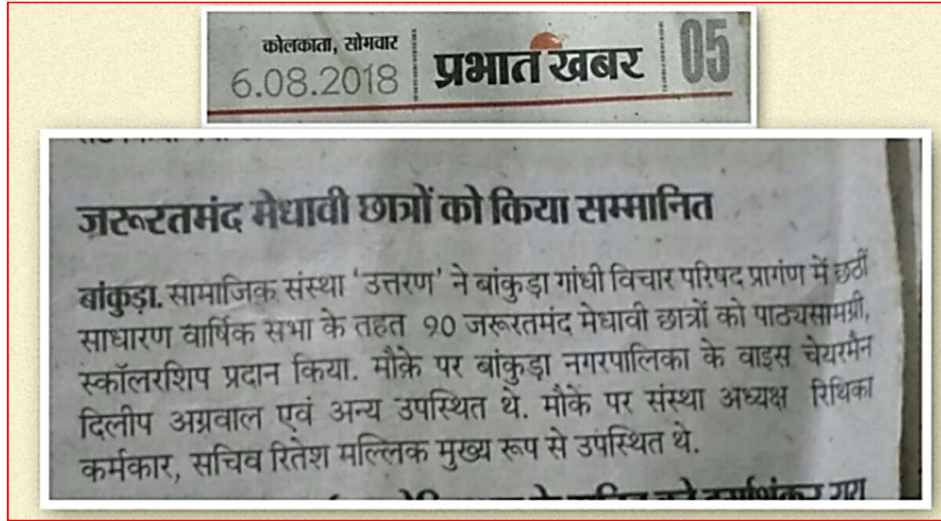 कोलकाता, सोमवार
6.08.2018
प्रभात खबर
05
जरूरतमंद मेधावी छात्रों को किया सम्मानित
बांकुड़ा. सामाजिक संस्था ‘उत्तरण’ ने बांकुड़ा गांधी विचार परिषद प्रागंण में छठीं
साधारण वार्षिक सभा के तहत 90 जरूरतमंद मेधावी छात्रों को पाठ्यसामग्री,
स्कॉलरशिप प्रदान किया. मौक़े पर बांकुड़ा नगरपालिका के वाइस चेयरमैन
दिलीप अग्रवाल एवं अन्य उपस्थित थे. मौके पर संस्था अध्यक्ष रिथिका
कर्मकार, सचिव रितेश मल्लिक मुख्य रूप से उपस्थित थे.